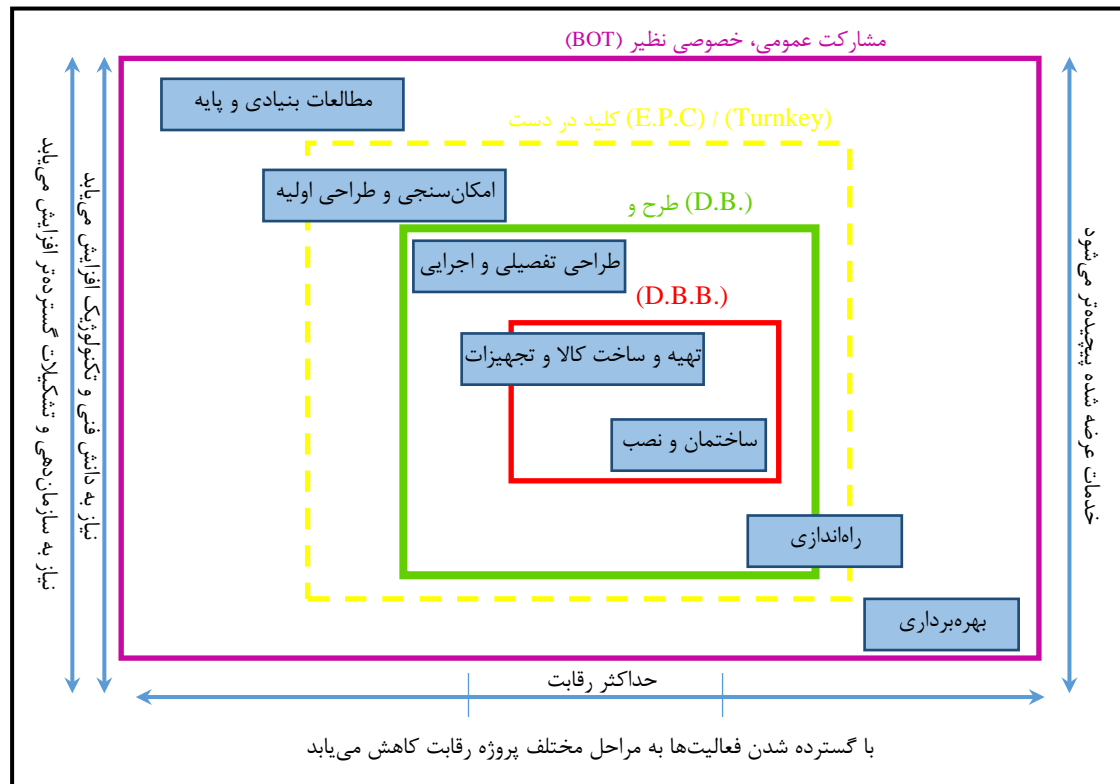 مشارکت عمومی، خصوصی نظیر (BOT)
مطالعات بنیادی و پایه
(E.P.C) / (Turnkey) کلید در دست
امکان‌سنجی و طراحی اولیه
(D.B.) طرح و
طراحی تفصیلی و اجرایی
(D.B.B.)
تهیه و ساخت کالا و تجهیزات
ساختمان و نصب
راه‌اندازی
بهره‌برداری
خدمات عرضه شده پیچیده‌تر می‌شود
نیاز به دانش فنی و تکنولوژیک افزایش می‌یابد
نیاز به سازمان‌دهی و تشکیلات گسترده‌تر افزایش می‌یابد
حداکثر رقابت
با گسترده شدن فعالیت‌ها به مراحل مختلف پروژه رقابت کاهش می‌یابد